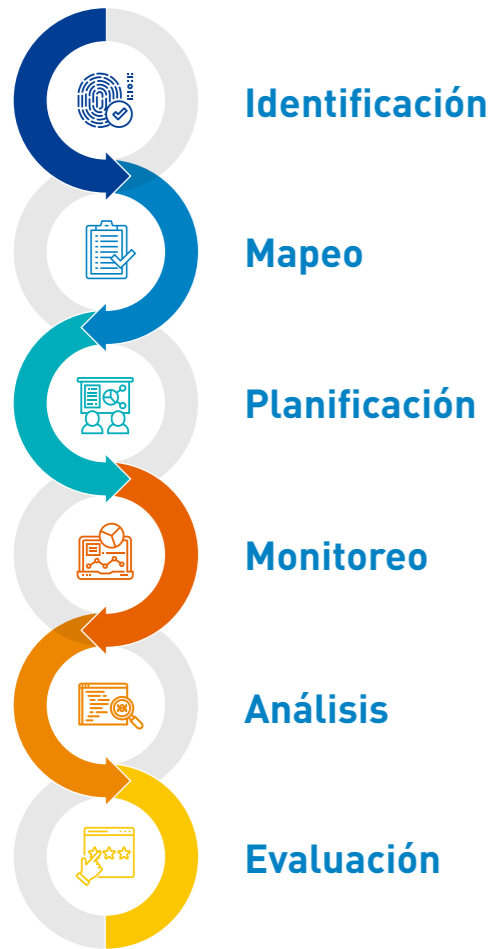 Identificación
Mapeo
Planificación
Monitoreo
Análisis
Evaluación